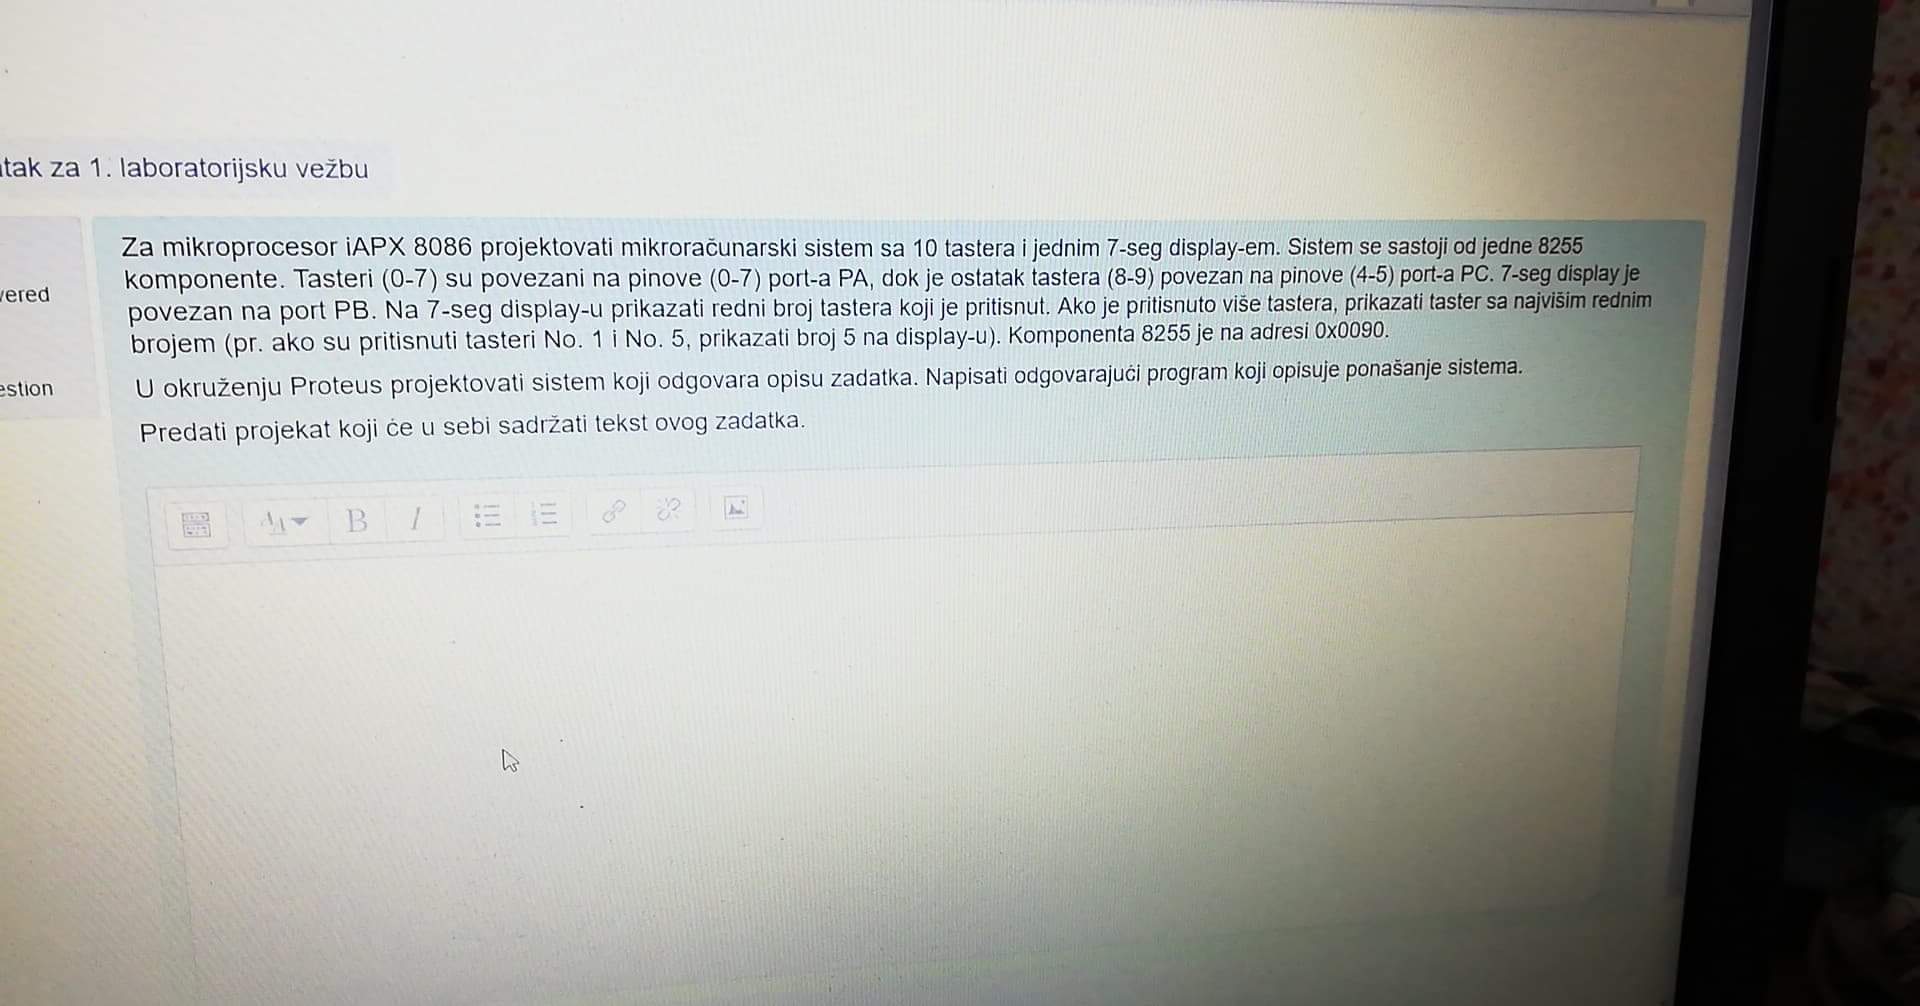 tak za 1. laboratorijsku vežbu
Za mikroprocesor iAPX 8086 projektovati mikroračunarski sistem sa 10 tastera i jednim 7-seg display-em. Sistem se sastoji od jedne 8255
komponente. Tasteri (0-7) su povezani na pinove (0-7) port-a PA, dok je ostatak tastera (8-9) povezan na pinove (4-5) port-a PC. 7-seg display je
vered
povezan na port PB. Na 7-seg display-u prikazati redni broj tastera koji je pritisnut. Ako je pritisnuto više tastera, prikazati taster sa najvišim rednim
brojem (pr. ako su pritisnuti tasteri No. 1 i No. 5, prikazati broj 5 na display-u). Komponenta 8255 je na adresi 0x0090.
estion
U okruženju Proteus projektovati sistem koji odgovara opisu zadatka. Napisati odgovarajući program koji opisuje ponašanje sistema.
Predati projekat koji će u sebi sadržati tekst ovog zadatka.
B I